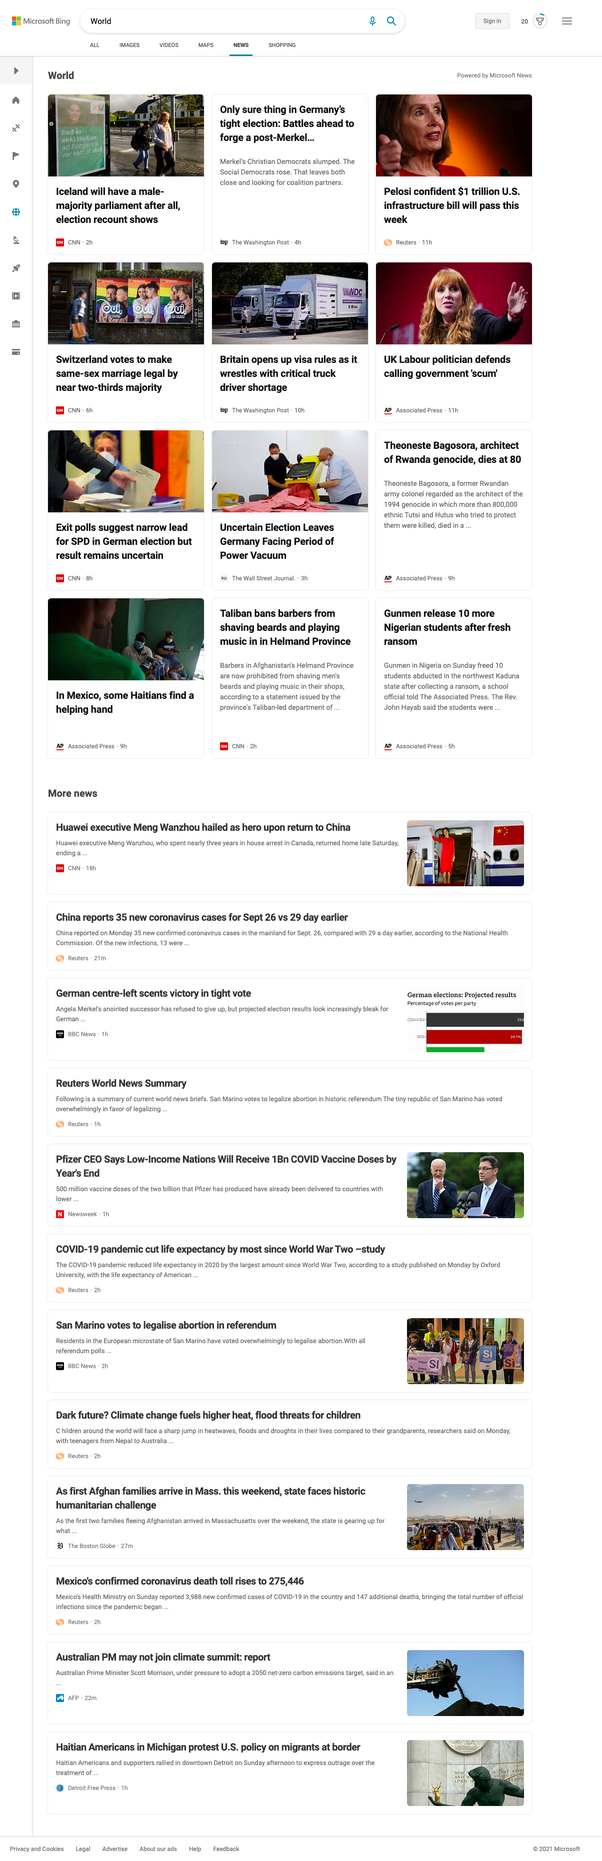 Microsoft Bing
World
Sign in
20
ALL
IMAGES
VIDEOS
MAPS
NEWS
SHOPPING
World
Powered by Microsoft News
Iceland will have a male-
majority parliament after all,
election recount shows
CNN · 2h
Only sure thing in Germany's
tight election: Battles ahead to
forge a post-Merkel...
Merkel's Christian Democrats slumped. The
Social Democrats rose. That leaves both
close and looking for coalition partners.
wp The Washington Post · 4h
Pelosi confident $1 trillion U.S.
infrastructure bill will pass this
week
Reuters · 11h
Oui, Oui,
Switzerland votes to make
same-sex marriage legal by
near two-thirds majority
CNN · 6h
NDC
Britain opens up visa rules as it
wrestles with critical truck
driver shortage
wp The Washington Post · 10h
UK Labour politician defends
calling government 'scum'
AP Associated Press · 11h
Exit polls suggest narrow lead
for SPD in German election but
result remains uncertain
CNN · 8h
Uncertain Election Leaves
Germany Facing Period of
Power Vacuum
The Wall Street Journal. · 3h
Theoneste Bagosora, architect
of Rwanda genocide, dies at 80
Theoneste Bagosora, a former Rwandan
army colonel regarded as the architect of the
1994 genocide in which more than 800,000
ethnic Tutsi and Hutus who tried to protect
them were killed, died in a ...
AP Associated Press · 9h
In Mexico, some Haitians find a
helping hand
AP Associated Press · 9h
Taliban bans barbers from
shaving beards and playing
music in in Helmand Province
Barbers in Afghanistan's Helmand Province
are now prohibited from shaving men's
beards and playing music in their shops,
according to a statement issued by the
province's Taliban-led department of ...
CNN · 2h
Gunmen release 10 more
Nigerian students after fresh
ransom
Gunmen in Nigeria on Sunday freed 10
students abducted in the northwest Kaduna
state after collecting a ransom, a school
official told The Associated Press. The Rev.
John Hayab said the students were ...
AP Associated Press · 5h
More news
Huawei executive Meng Wanzhou hailed as hero upon return to China
Huawei executive Meng Wanzhou, who spent nearly three years in house arrest in Canada, returned home late Saturday,
ending a ...
CNN · 18h
China reports 35 new coronavirus cases for Sept 26 vs 29 day earlier
China reported on Monday 35 new confirmed coronavirus cases in the mainland for Sept. 26, compared with 29 a day earlier, according to the National Health
Commission. Of the new infections, 13 were ...
Reuters · 21m
German centre-left scents victory in tight vote
Angela Merkel's anointed successor has refused to give up, but projected election results look increasingly bleak for
German ...
BBC News · 1h
German elections: Projected results
Percentage of votes per party
CDU-CSU
SPD
Reuters World News Summary
Following is a summary of current world news briefs. San Marino votes to legalize abortion in historic referendum The tiny republic of San Marino has voted
overwhelmingly in favor of legalizing ...
Reuters · 1h
Pfizer CEO Says Low-Income Nations Will Receive 1Bn COVID Vaccine Doses by
Year's End
500 million vaccine doses of the two billion that Pfizer has produced have already been delivered to countries with
lower ...
N Newsweek · 1h
COVID-19 pandemic cut life expectancy by most since World War Two –study
The COVID-19 pandemic reduced life expectancy in 2020 by the largest amount since World War Two, according to a study published on Monday by Oxford
University, with the life expectancy of American ...
Reuters · 2h
San Marino votes to legalise abortion in referendum
Residents in the European microstate of San Marino have voted overwhelmingly to legalise abortion.With all
referendum polls ...
BBC News · 2h
SI SI SI
Dark future? Climate change fuels higher heat, flood threats for children
C hildren around the world will face a sharp jump in heatwaves, floods and droughts in their lives compared to their grandparents, researchers said on Monday,
with teenagers from Nepal to Australia ...
Reuters · 2h
As first Afghan families arrive in Mass. this weekend, state faces historic
humanitarian challenge
As the first two families fleeing Afghanistan arrived in Massachusetts over the weekend, the state is gearing up for
what ...
B The Boston Globe · 27m
Mexico's confirmed coronavirus death toll rises to 275,446
Mexico's Health Ministry on Sunday reported 3,988 new confirmed cases of COVID-19 in the country and 147 additional deaths, bringing the total number of official
infections since the pandemic began ...
Reuters · 2h
Australian PM may not join climate summit: report
Australian Prime Minister Scott Morrison, under pressure to adopt a 2050 net-zero carbon emissions target, said in an
...
AFP · 22m
Haitian Americans in Michigan protest U.S. policy on migrants at border
Haitian Americans and supporters rallied in downtown Detroit on Sunday afternoon to express outrage over the
treatment of ...
Detroit Free Press · 1h
Privacy and Cookies
Legal
Advertise
About our ads
Help
Feedback
© 2021 Microsoft